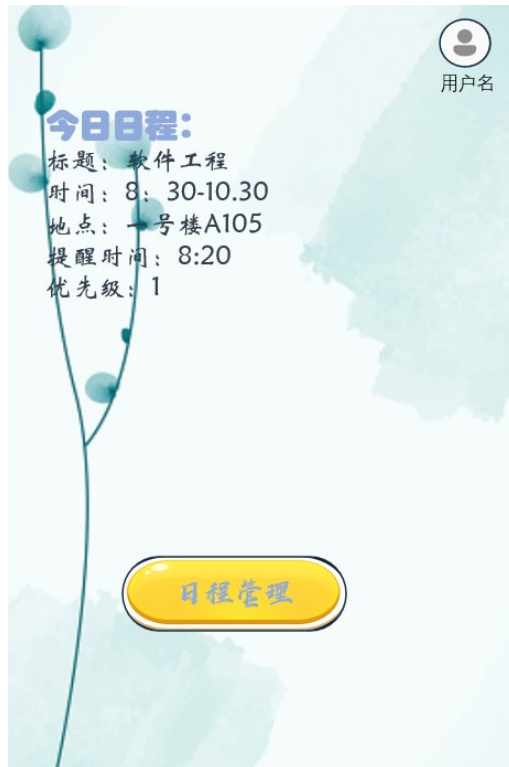 用户名
今日日程：
标题：软件工程
时间：8：30-10.30
地点：一号楼A105
提醒时间：8:20
优先级：1
日程管理